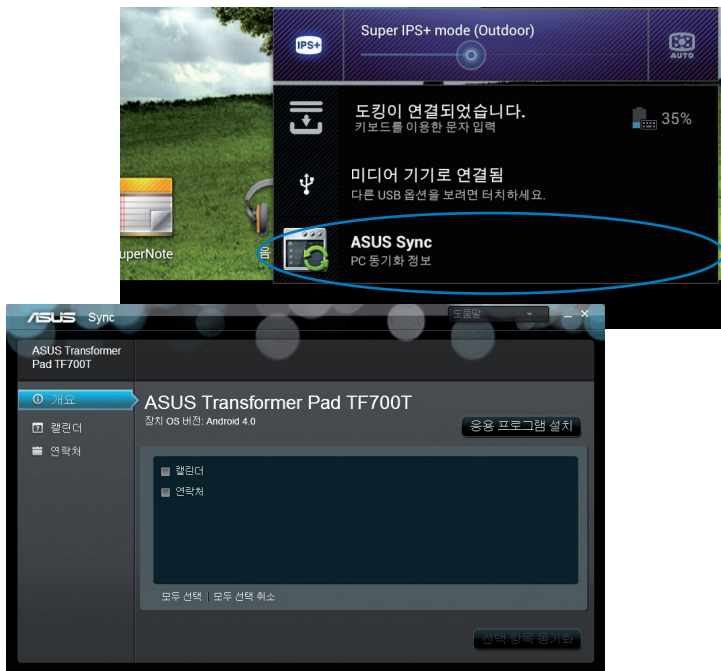 IPS+
Super IPS+ mode (Outdoor)
AUTO
도킹이 연결되었습니다.
키보드를 이용한 문자 입력
35%
미디어 기기로 연결됨
다른 USB 옵션을 보려면 터치하세요.
uperNote
음
ASUS Sync
PC 동기화 정보
ASUS Sync
도움말
ASUS Transformer
Pad TF700T
개요
캘린더
연락처
ASUS Transformer Pad TF700T
장치 OS 버전: Android 4.0
응용 프로그램 설치
캘린더
연락처
모두 선택 | 모두 선택 취소
선택 항목 동기화